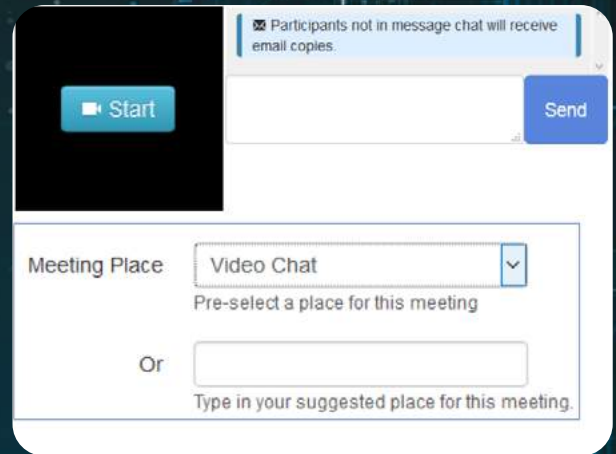 Participants not in message chat will receive
email copies.
Start
Send
Meeting Place
Video Chat
Pre-select a place for this meeting
Or
Type in your suggested place for this meeting.